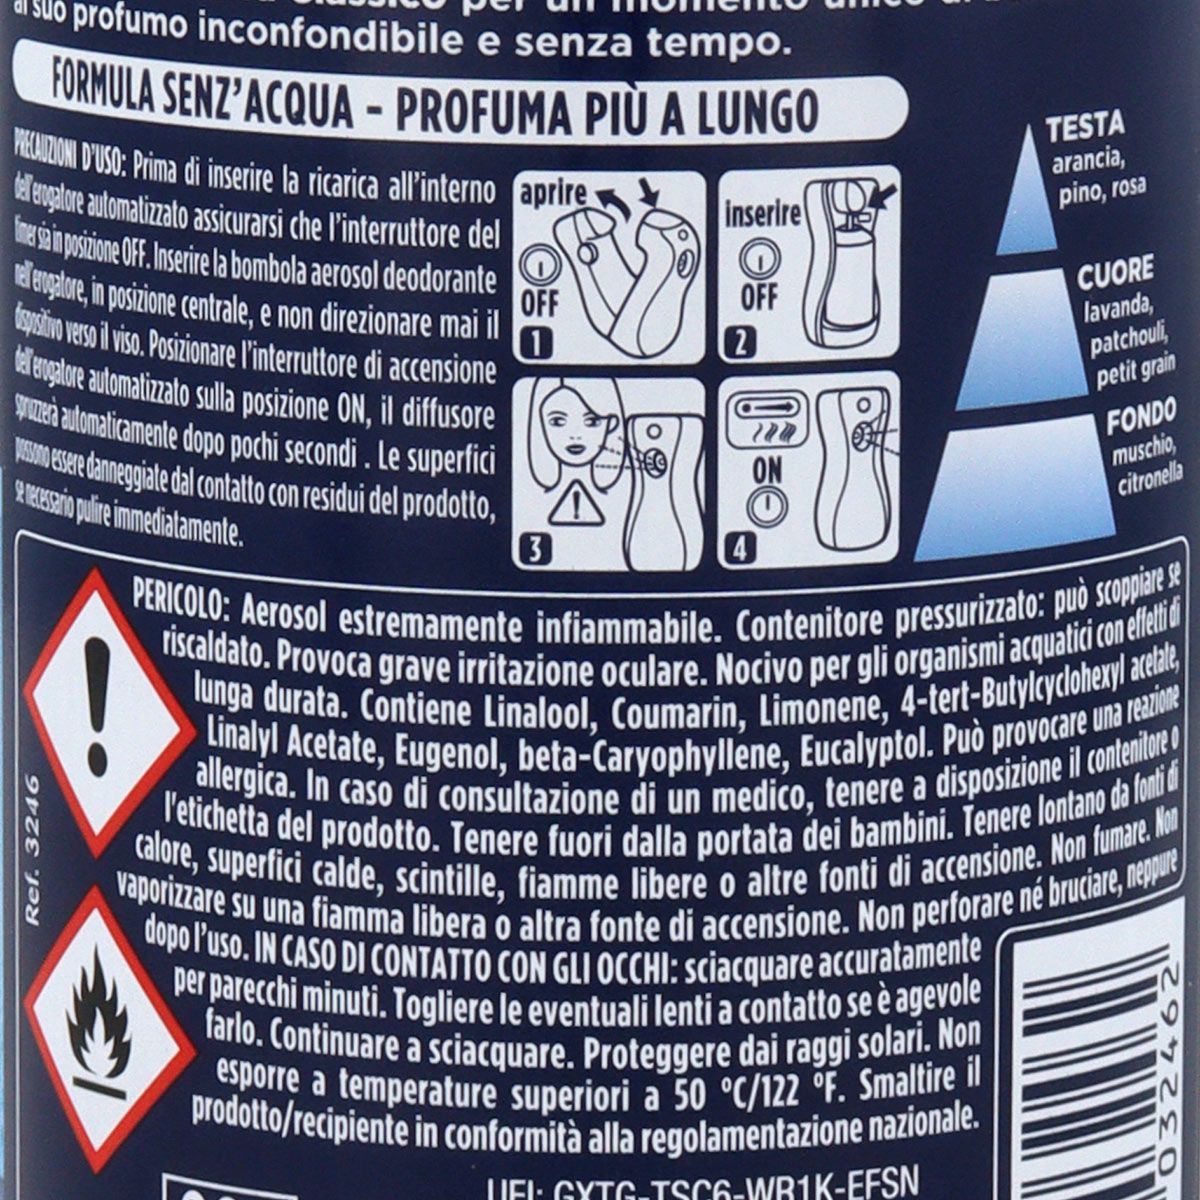 Classico per un momento unico
al suo profumo inconfondibile e senza tempo.
FORMULA SENZ'ACQUA - PROFUMA PIÙ A LUNGO
PRECAUZIONI D'USO: Prima di inserire la ricarica all'interno
dell'erogatore automatizzato assicurarsi che l'interruttore del
timer sia in posizione OFF. Inserire la bombola aerosol deodorante
nell'erogatore, in posizione centrale, e non direzionare mai il
dispositivo verso il viso. Posizionare l'interruttore di accensione
dell'erogatore automatizzato sulla posizione ON, il diffusore
spruzzerà automaticamente dopo pochi secondi . Le superfici
possono essere danneggiate dal contatto con residui del prodotto,
se necessario pulire immediatamente.
aprire
OFF
1
inserire
OFF
2
3
ON
4
TESTA
arancia,
pino, rosa
CUORE
lavanda,
patchouli,
petit grain
FONDO
muschio,
citronella
PERICOLO: Aerosol estremamente infiammabile. Contenitore pressurizzato: può scoppiare se
riscaldato. Provoca grave irritazione oculare. Nocivo per gli organismi acquatici con effetti di
lunga durata. Contiene Linalool, Coumarin, Limonene, 4-tert-Butylcyclohexyl acetate,
Linalyl Acetate, Eugenol, beta-Caryophyllene, Eucalyptol. Può provocare una reazione
allergica. In caso di consultazione di un medico, tenere a disposizione il contenitore o
l'etichetta del prodotto. Tenere fuori dalla portata dei bambini. Tenere lontano da fonti di
calore, superfici calde, scintille, fiamme libere o altre fonti di accensione. Non fumare. Non
vaporizzare su una fiamma libera o altra fonte di accensione. Non perforare né bruciare, neppure
dopo l'uso. IN CASO DI CONTATTO CON GLI OCCHI: sciacquare accuratamente
per parecchi minuti. Togliere le eventuali lenti a contatto se è agevole
farlo. Continuare a sciacquare. Proteggere dai raggi solari. Non
esporre a temperature superiori a 50 °C/122 °F. Smaltire il
prodotto/recipiente in conformità alla regolamentazione nazionale.
Ref. 3246
032462
UFI: GXTG-TSC6-WR1K-EFSN